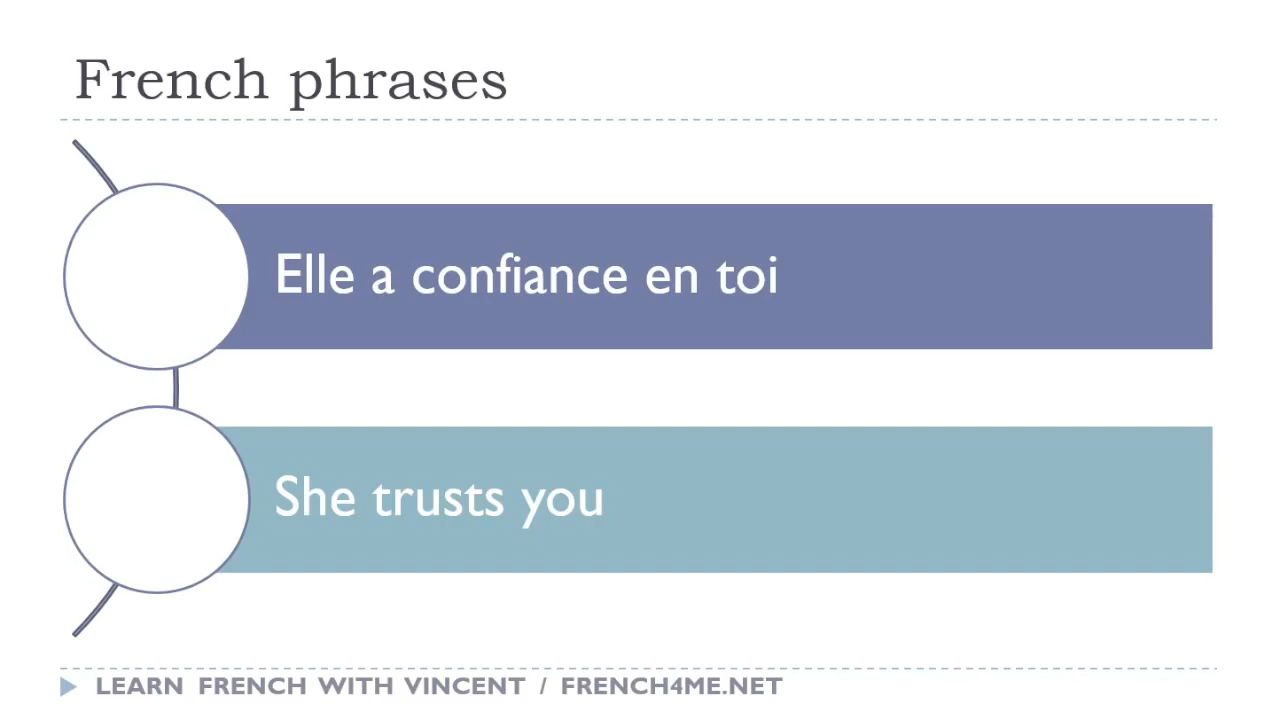 French phrases
Elle a confiance en toi
She trusts you
LEARN FRENCH WITH VINCENT / FRENCH4ME.NET